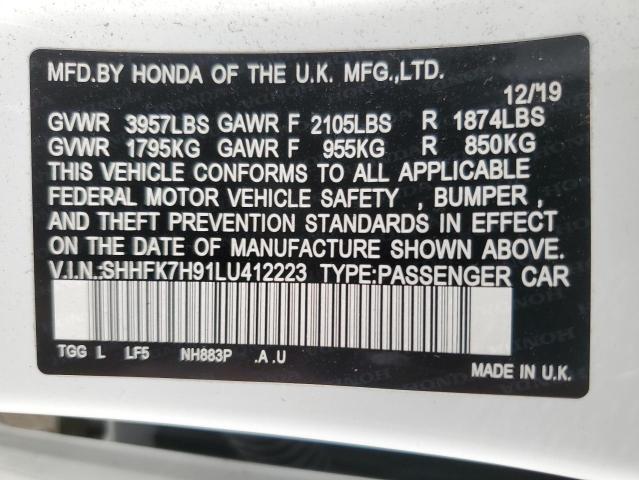 MFD.BY HONDA OF THE U.K. MFG.,LTD.
12/19
GVWR 3957LBS GAWR F 2105LBS R 1874LBS
GVWR 1795KG GAWR F 955KG R 850KG
THIS VEHICLE CONFORMS TO ALL APPLICABLE
FEDERAL MOTOR VEHICLE SAFETY , BUMPER ,
AND THEFT PREVENTION STANDARDS IN EFFECT
ON THE DATE OF MANUFACTURE SHOWN ABOVE.
V.I.N.:SHHFK7H91LU412223 TYPE:PASSENGER CAR
TGG L LF5 NH883P .A .U
MADE IN U.K.